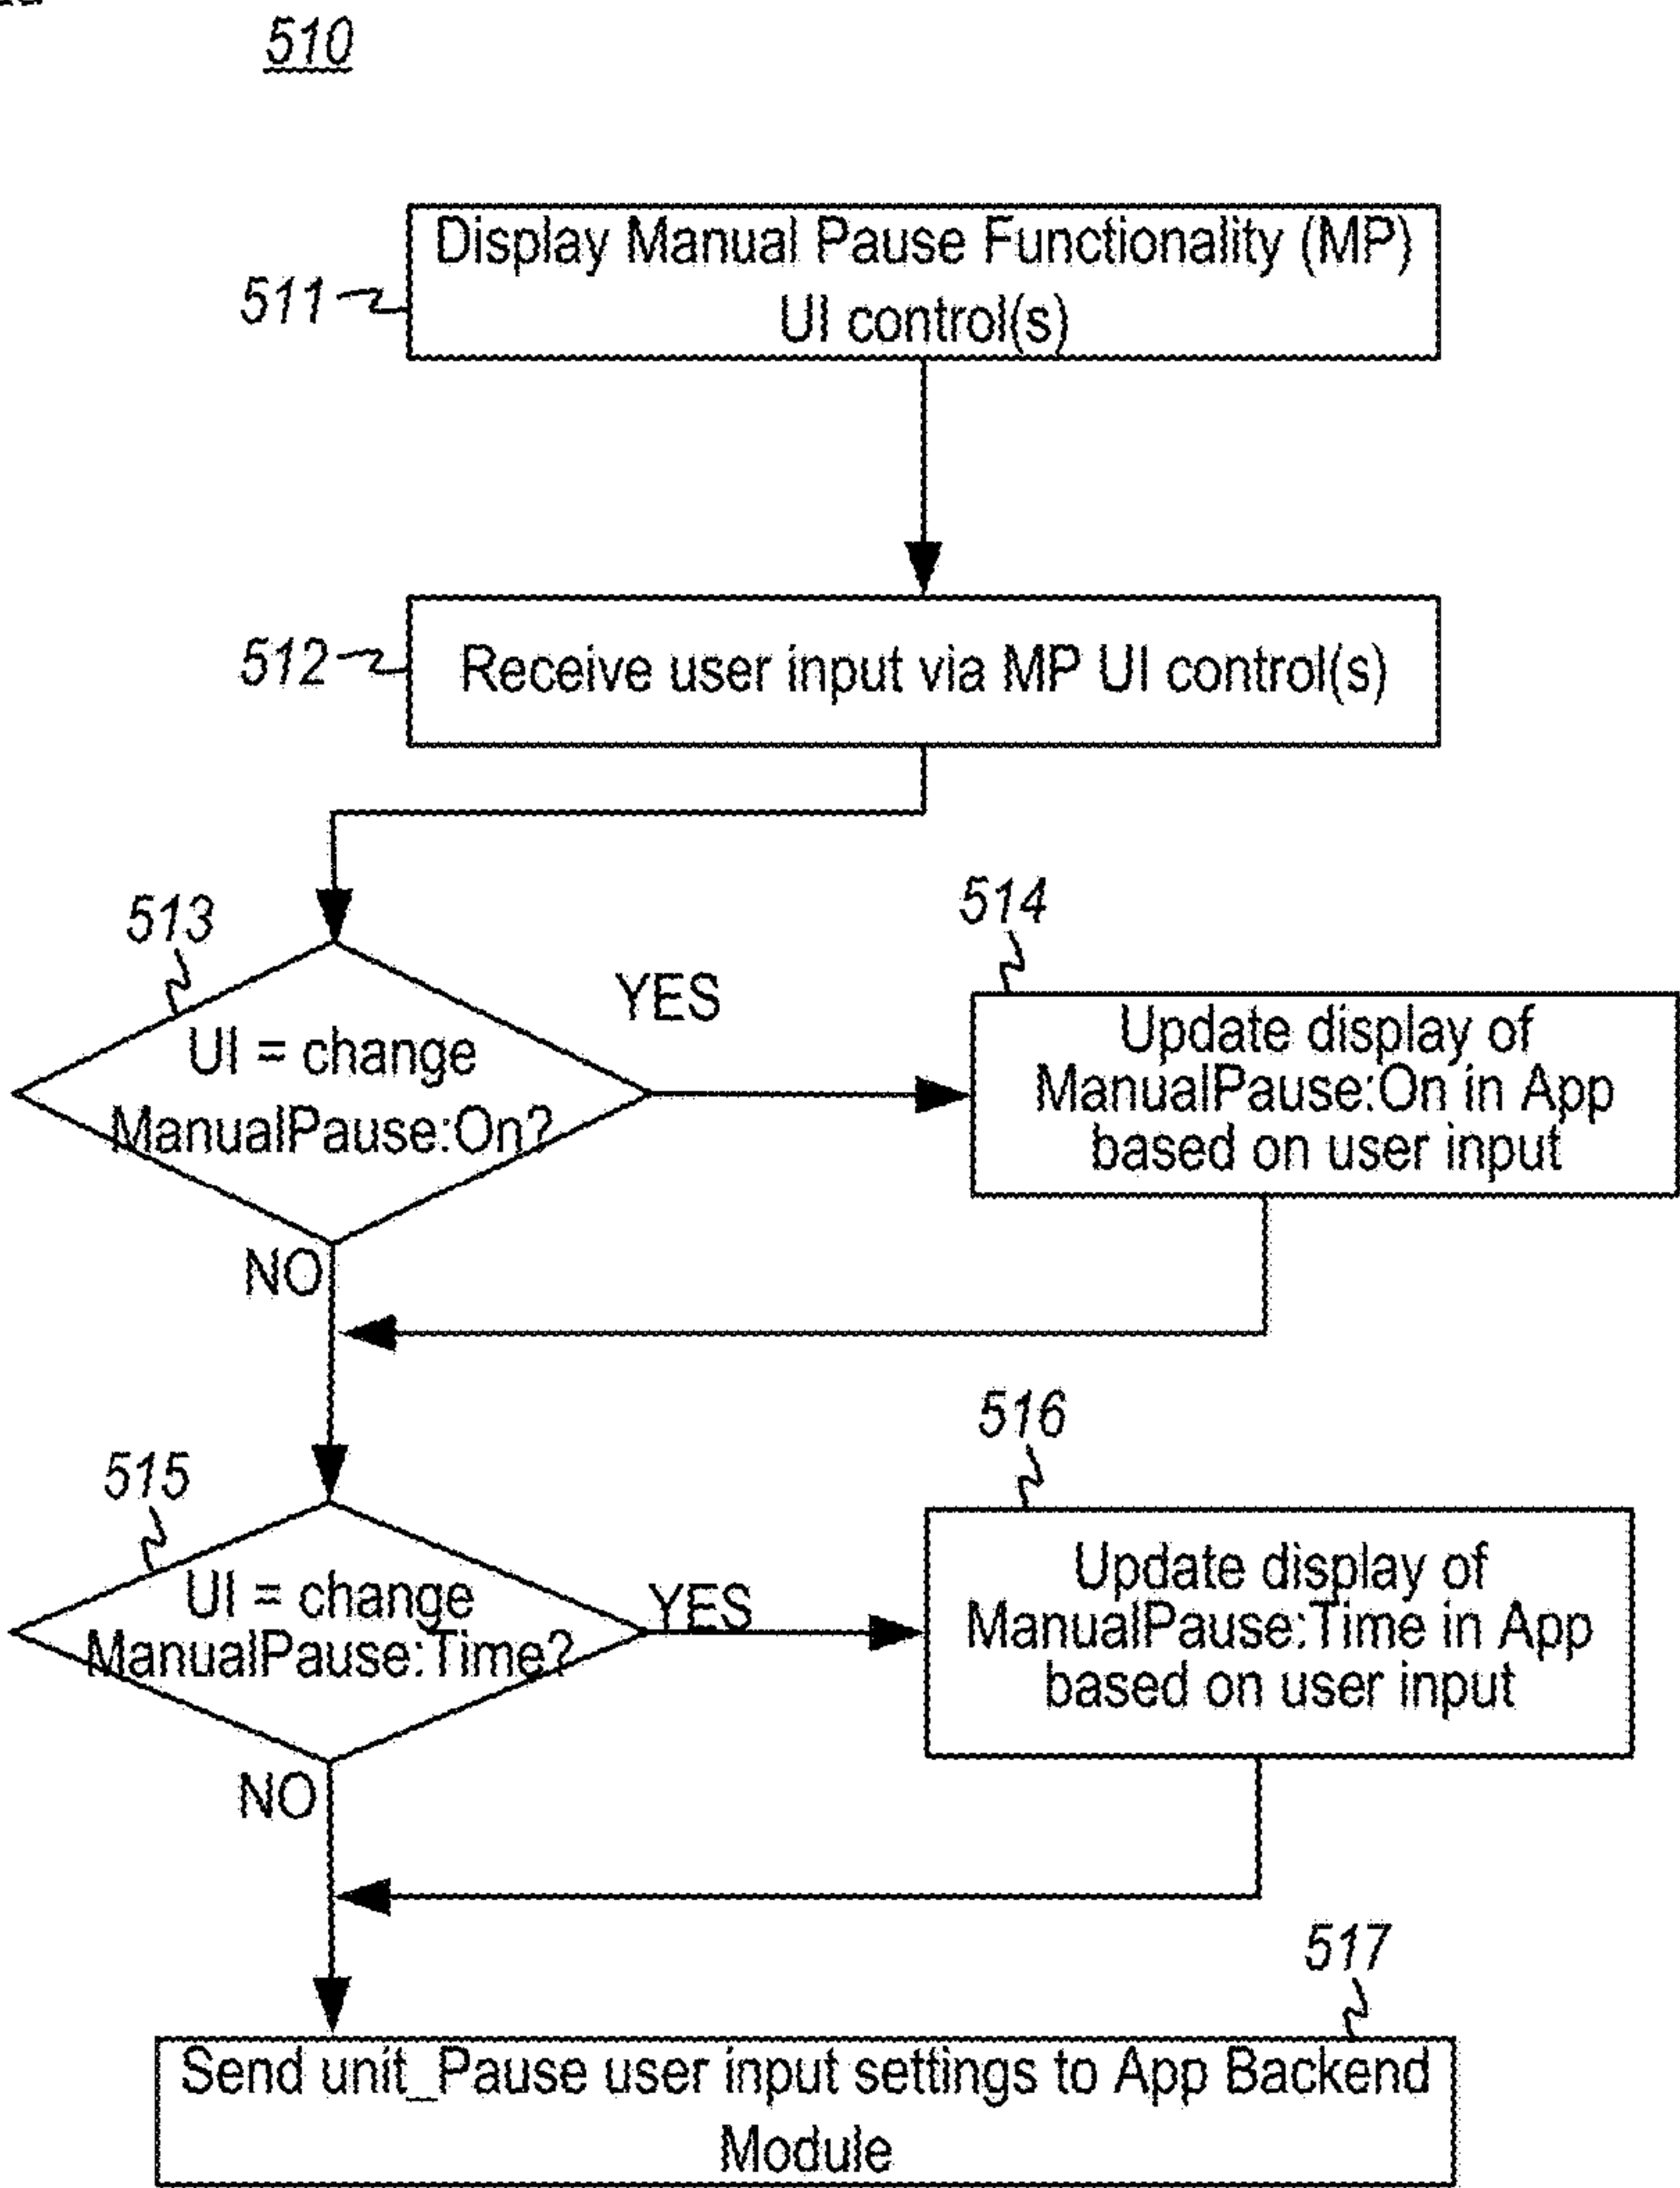 510
Display Manual Pause Functionality (MP)
UI control(s)
511
512
Receive user input via MP UI control(s)
513
UI = change
ManualPause:On?
YES
514
Update display of
ManualPause:On in App
based on user input
NO
515
UI = change
ManualPause:Time?
YES
516
Update display of
ManualPause:Time in App
based on user input
NO
517
Send unit_Pause user input settings to App Backend
Module